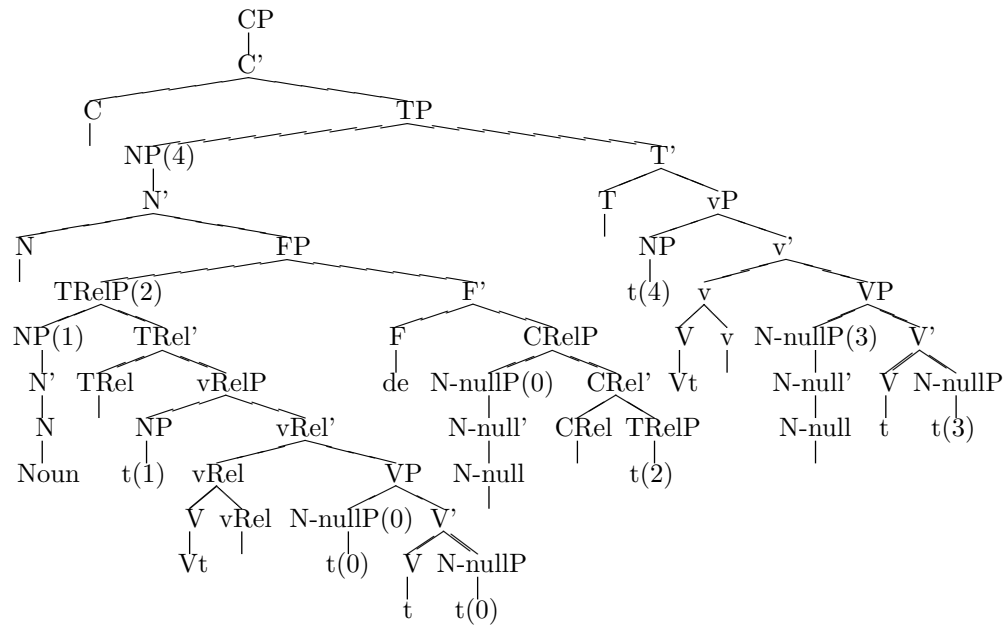 CP
C'
C TP
NP(4) T'
N' T vP
N FP NP v'
TRelP(2) F' t(4) v VP
NP(1) TRel' F CRelP V v N-nullP(3) V'
N' TRel vRelP de N-nullP(0) CRel' Vt N-null' V N-nullP
N NP vRel' N-null' CRel TRelP N-null t t(3)
Noun t(1) vRel VP N-null t(2)
V vRel N-nullP(0) V'
Vt t(0) V N-nullP
t t(0)